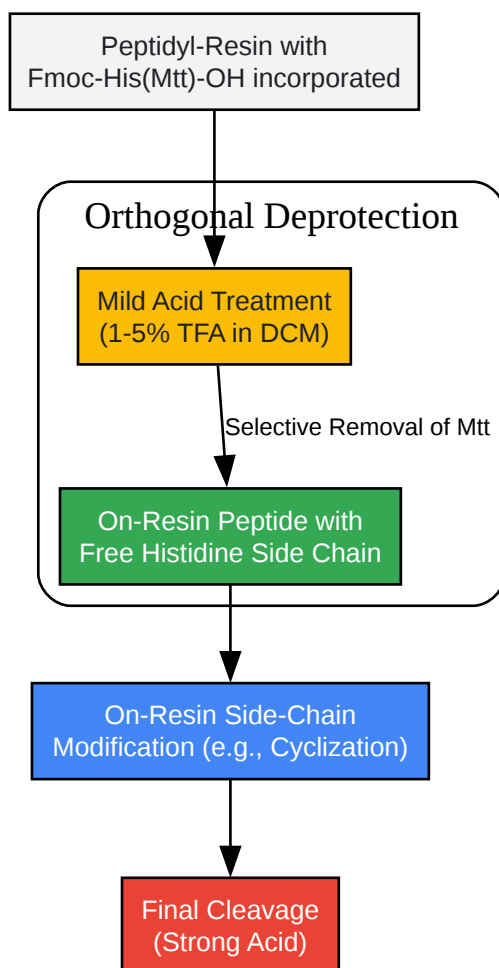 Peptidyl-Resin with
Fmoc-His(Mtt)-OH incorporated
Orthogonal Deprotection
Mild Acid Treatment
(1-5% TFA in DCM)
Selective Removal of Mtt
On-Resin Peptide with
Free Histidine Side Chain
On-Resin Side-Chain
Modification (e.g., Cyclization)
Final Cleavage
(Strong Acid)